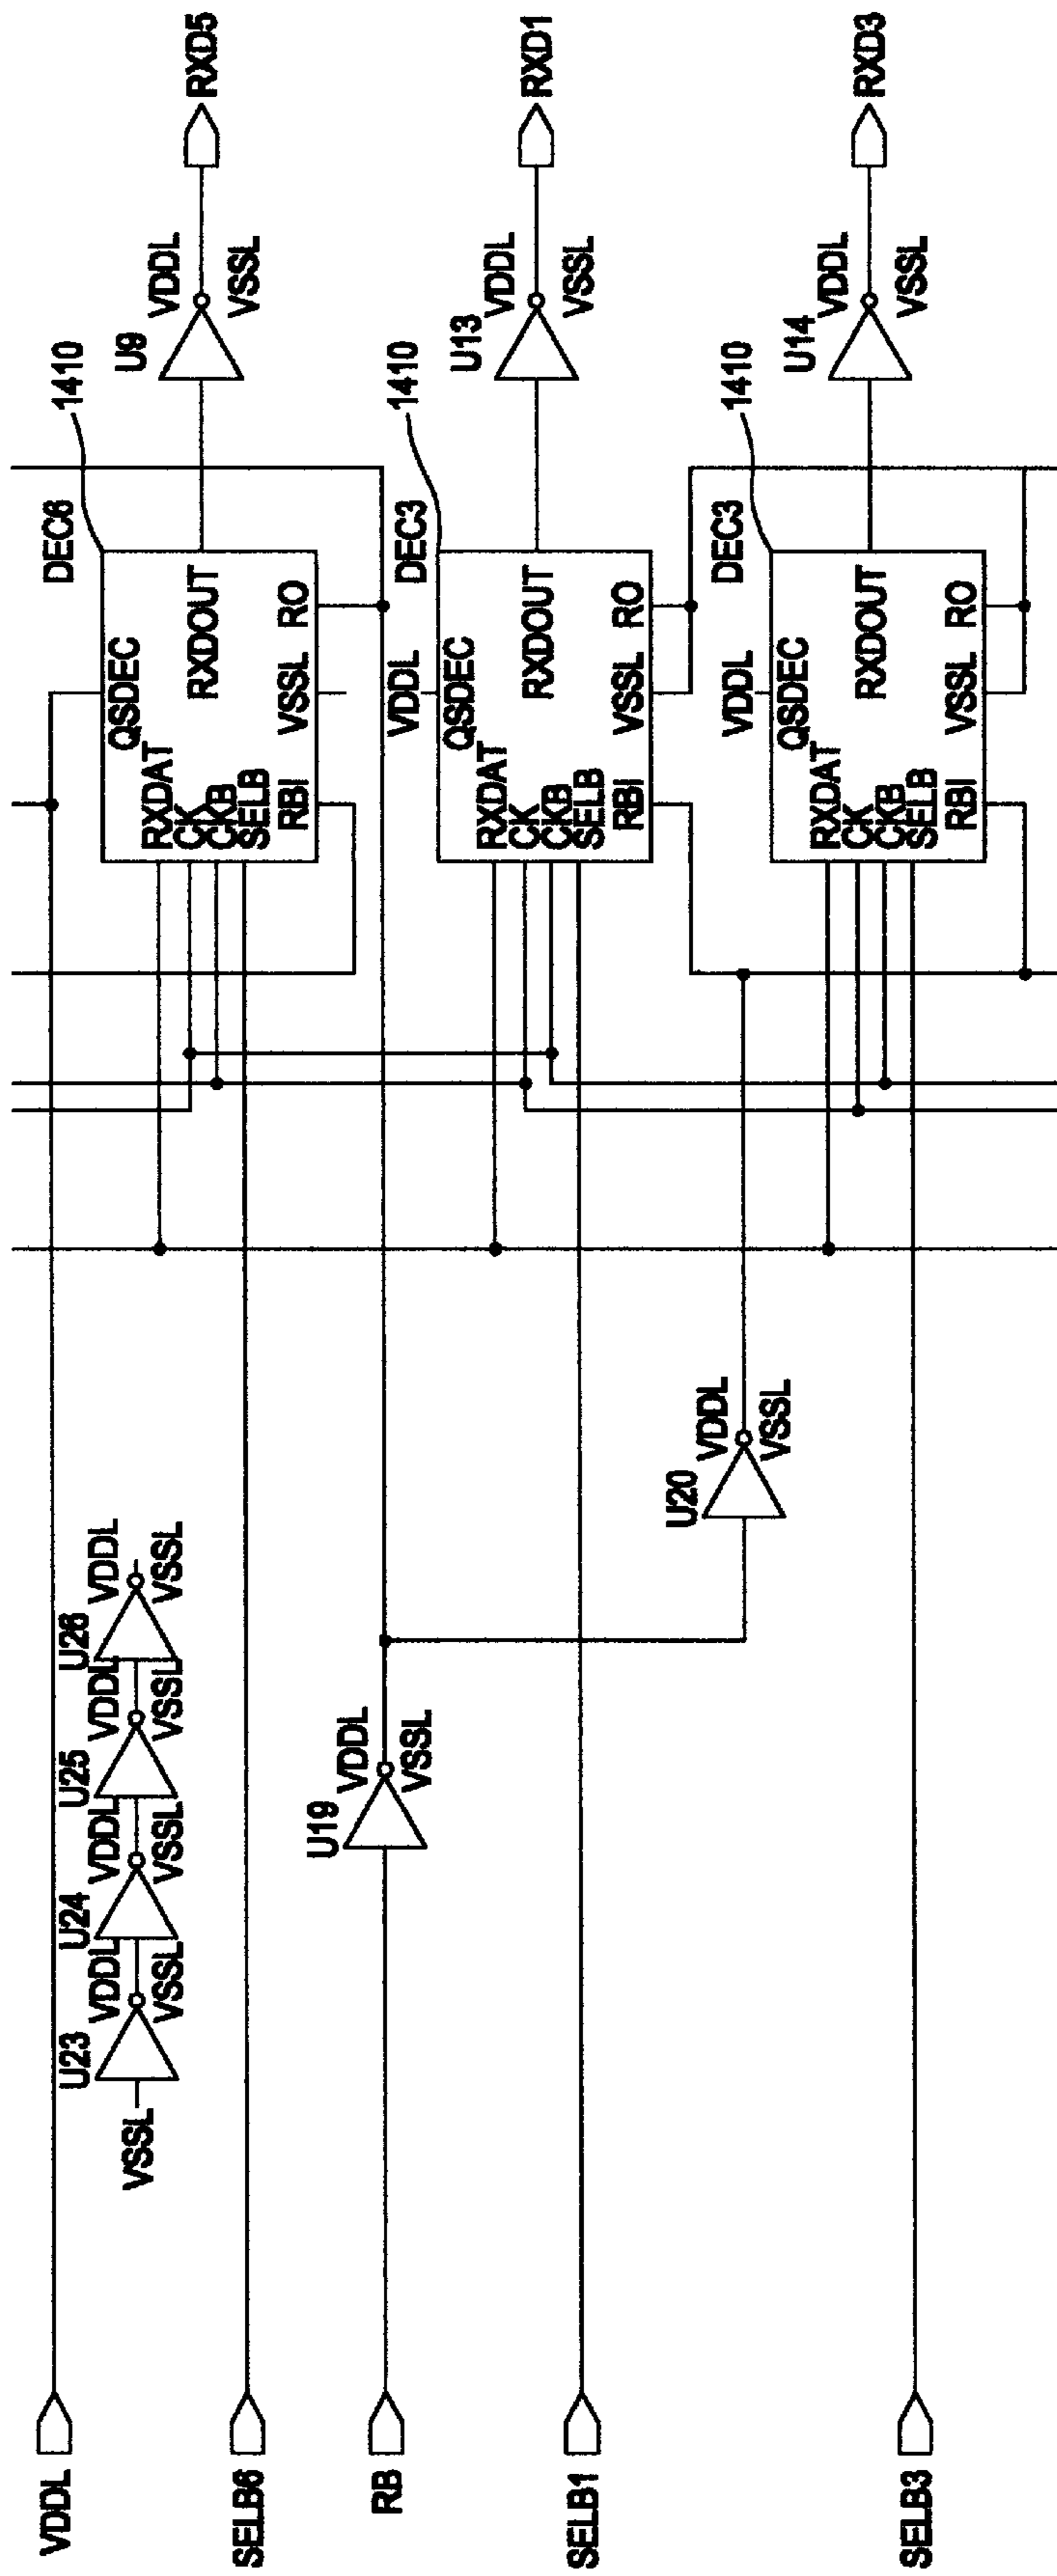 VDDL
SELB6
RB
SELB1
SELB3
VSSL
U23
VDDL
VSSL
U24
VDDL
VSSL
U25
VDDL
VSSL
U26
VDDL
VSSL
U19
VDDL
VSSL
U20
VDDL
VSSL
DEC6
1410
QSDEC
RXDAT
CK
CKB
SELB
RXDOUT
RBI
VSSL
RO
U9
VDDL
VSSL
RXD5
VDDL
DEC3
1410
QSDEC
RXDAT
CK
CKB
SELB
RXDOUT
RBI
VSSL
RO
U13
VDDL
VSSL
RXD1
VDDL
DEC3
1410
QSDEC
RXDAT
CK
CKB
SELB
RXDOUT
RBI
VSSL
RO
U14
VDDL
VSSL
RXD3